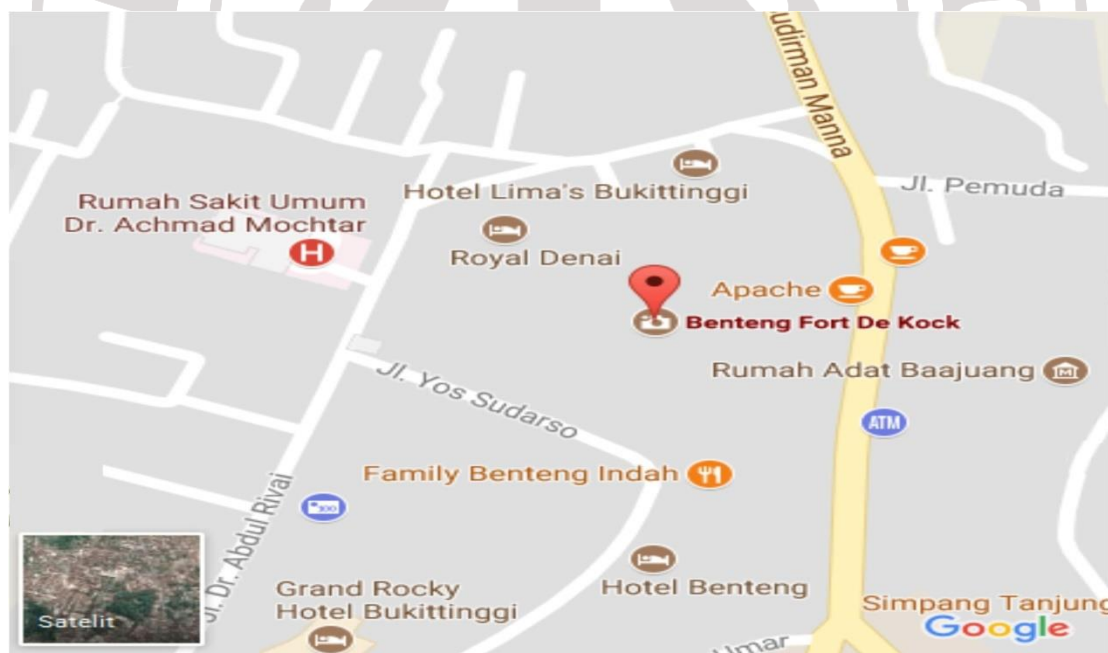 udirman Manna
Jl. Pemuda
Hotel Lima's Bukittinggi
Rumah Sakit Umum
Dr. Achmad Mochtar
H
Royal Denai
Apache
Benteng Fort De Kock
Rumah Adat Baajuang
Jl. Yos Sudarso
ATM
Family Benteng Indah
Jl. Dr. Abdul Rivai
Hotel Benteng
Grand Rocky
Hotel Bukittinggi
Simpang Tanjung
Google
Satelit
Umar